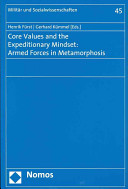 Militär und Sozialwissenschaften
45
Henrik Fürst | Gerhard Kümmel (Eds.)
Core Values and the
Expeditionary Mindset:
Armed Forces in Metamorphosis
Nomos